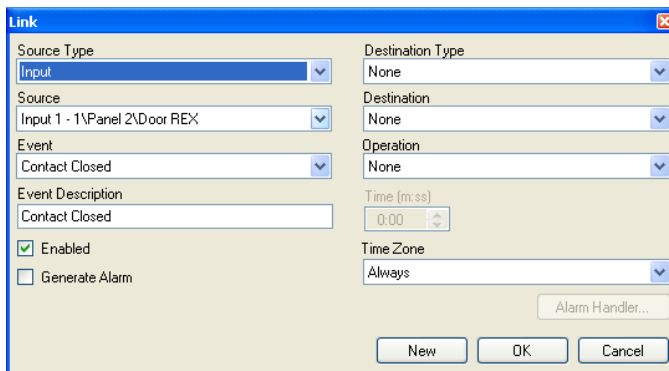 Link
Source Type
Input
Source
Input 1 - 1\Panel 2\Door REX
Event
Contact Closed
Event Description
Contact Closed
Enabled
Generate Alarm
Destination Type
None
Destination
None
Operation
None
Time (m:ss)
0:00
Time Zone
Always
Alarm Handler...
New
OK
Cancel